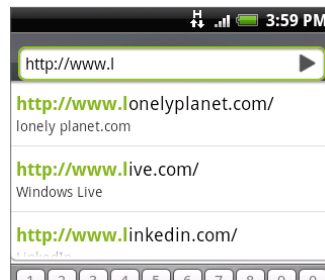 H 3:59 PM
http://www.l
http://www.lonelyplanet.com/
lonely planet.com
http://www.live.com/
Windows Live
http://www.linkedin.com/
LinkedIn
1 2 3 4 5 6 7 8 9 0